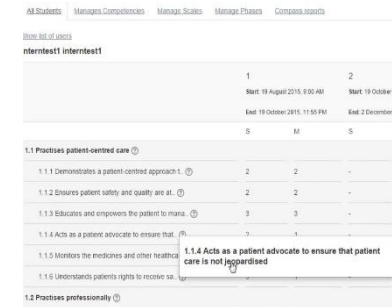 All Students Manages Competencies Manage Scales Manage Phases Compass reports
Show list of users
nterntest1 interntest1
1 2
Start: 19 August 2015, 9:00 AM Start: 19 October
End: 19 October 2015, 11:55 PM End: 2 December
S M S
1.1 Practises patient-centred care
1.1.1 Demonstrates a patient-centred approach t.. 2 2 -
1.1.2 Ensures patient safety and quality are at.. 2 2 -
1.1.3 Educates and empowers the patient to mana.. 3 3 -
1.1.4 Acts as a patient advocate to ensure that.. 2 1 -
1.1.4 Acts as a patient advocate to ensure that patient
care is not jeopardised
1.1.5 Monitors the medicines and other healthca
1.1.6 Understands patients rights to receive sa..
1.2 Practises professionally